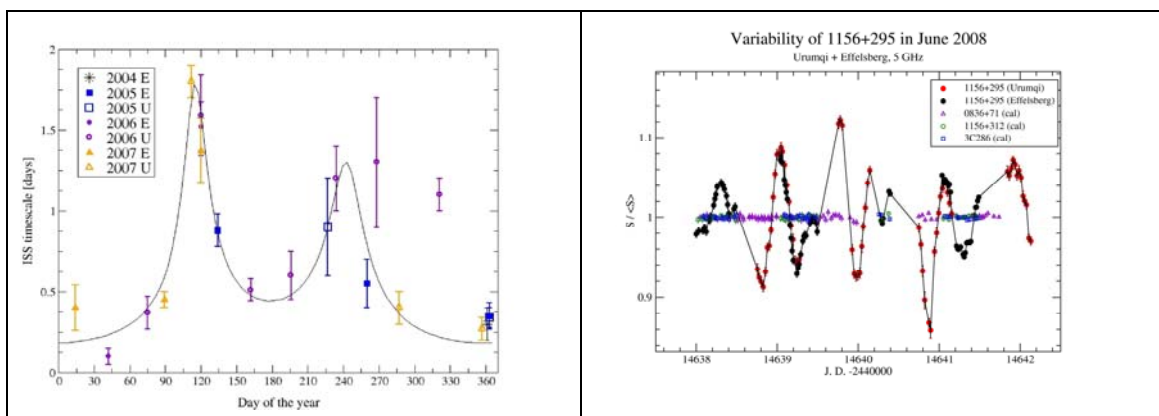 2
1.5
1
0.5
0
ISS timescale [days]
2004 E
2005 E
2005 U
2006 E
2006 U
2007 E
2007 U
0 30 60 90 120 150 180 210 240 270 300 330 360
Day of the year
Variability of 1156+295 in June 2008
Urumqi + Effelsberg, 5 GHz
1156+295 (Urumqi)
1156+295 (Effelsberg)
0836+71 (cal)
1156+312 (cal)
3C286 (cal)
1.1
1
0.9
S / <S>
14638 14639 14640 14641 14642
J. D. -2440000